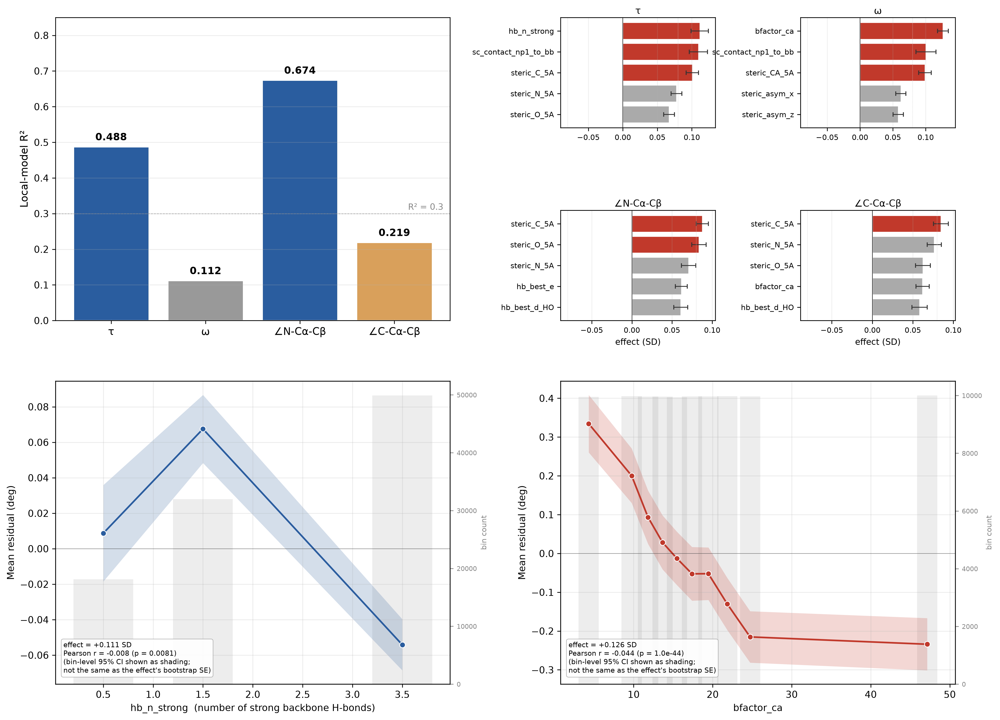 Local-model R²
0.8
0.7
0.6
0.5
0.4
0.3
0.2
0.1
0.0
0.488
0.112
0.674
0.219
R² = 0.3
τ
ω
∠N-Cα-Cβ
∠C-Cα-Cβ
τ
hb_n_strong
sc_contact_np1_to_bb
steric_C_5A
steric_N_5A
steric_O_5A
−0.05
0.00
0.05
0.10
ω
bfactor_ca
sc_contact_np1_to_bb
steric_CA_5A
steric_asym_x
steric_asym_z
−0.05
0.00
0.05
0.10
∠N-Cα-Cβ
steric_C_5A
steric_O_5A
steric_N_5A
hb_best_e
hb_best_d_HO
−0.05
0.00
0.05
0.10
effect (SD)
∠C-Cα-Cβ
steric_C_5A
steric_N_5A
steric_O_5A
bfactor_ca
hb_best_d_HO
−0.05
0.00
0.05
0.10
effect (SD)
Mean residual (deg)
0.08
0.06
0.04
0.02
0.00
−0.02
−0.04
−0.06
effect = +0.111 SD
Pearson r = -0.008 (p = 0.0081)
(bin-level 95% CI shown as shading;
not the same as the effect's bootstrap SE)
0.5
1.0
1.5
2.0
2.5
3.0
3.5
hb_n_strong (number of strong backbone H-bonds)
50000
40000
30000
20000
10000
0
bin count
Mean residual (deg)
0.4
0.3
0.2
0.1
0.0
−0.1
−0.2
−0.3
effect = +0.126 SD
Pearson r = -0.044 (p = 1.0e-44)
(bin-level 95% CI shown as shading;
not the same as the effect's bootstrap SE)
10
20
30
40
50
bfactor_ca
10000
8000
6000
4000
2000
0
bin count